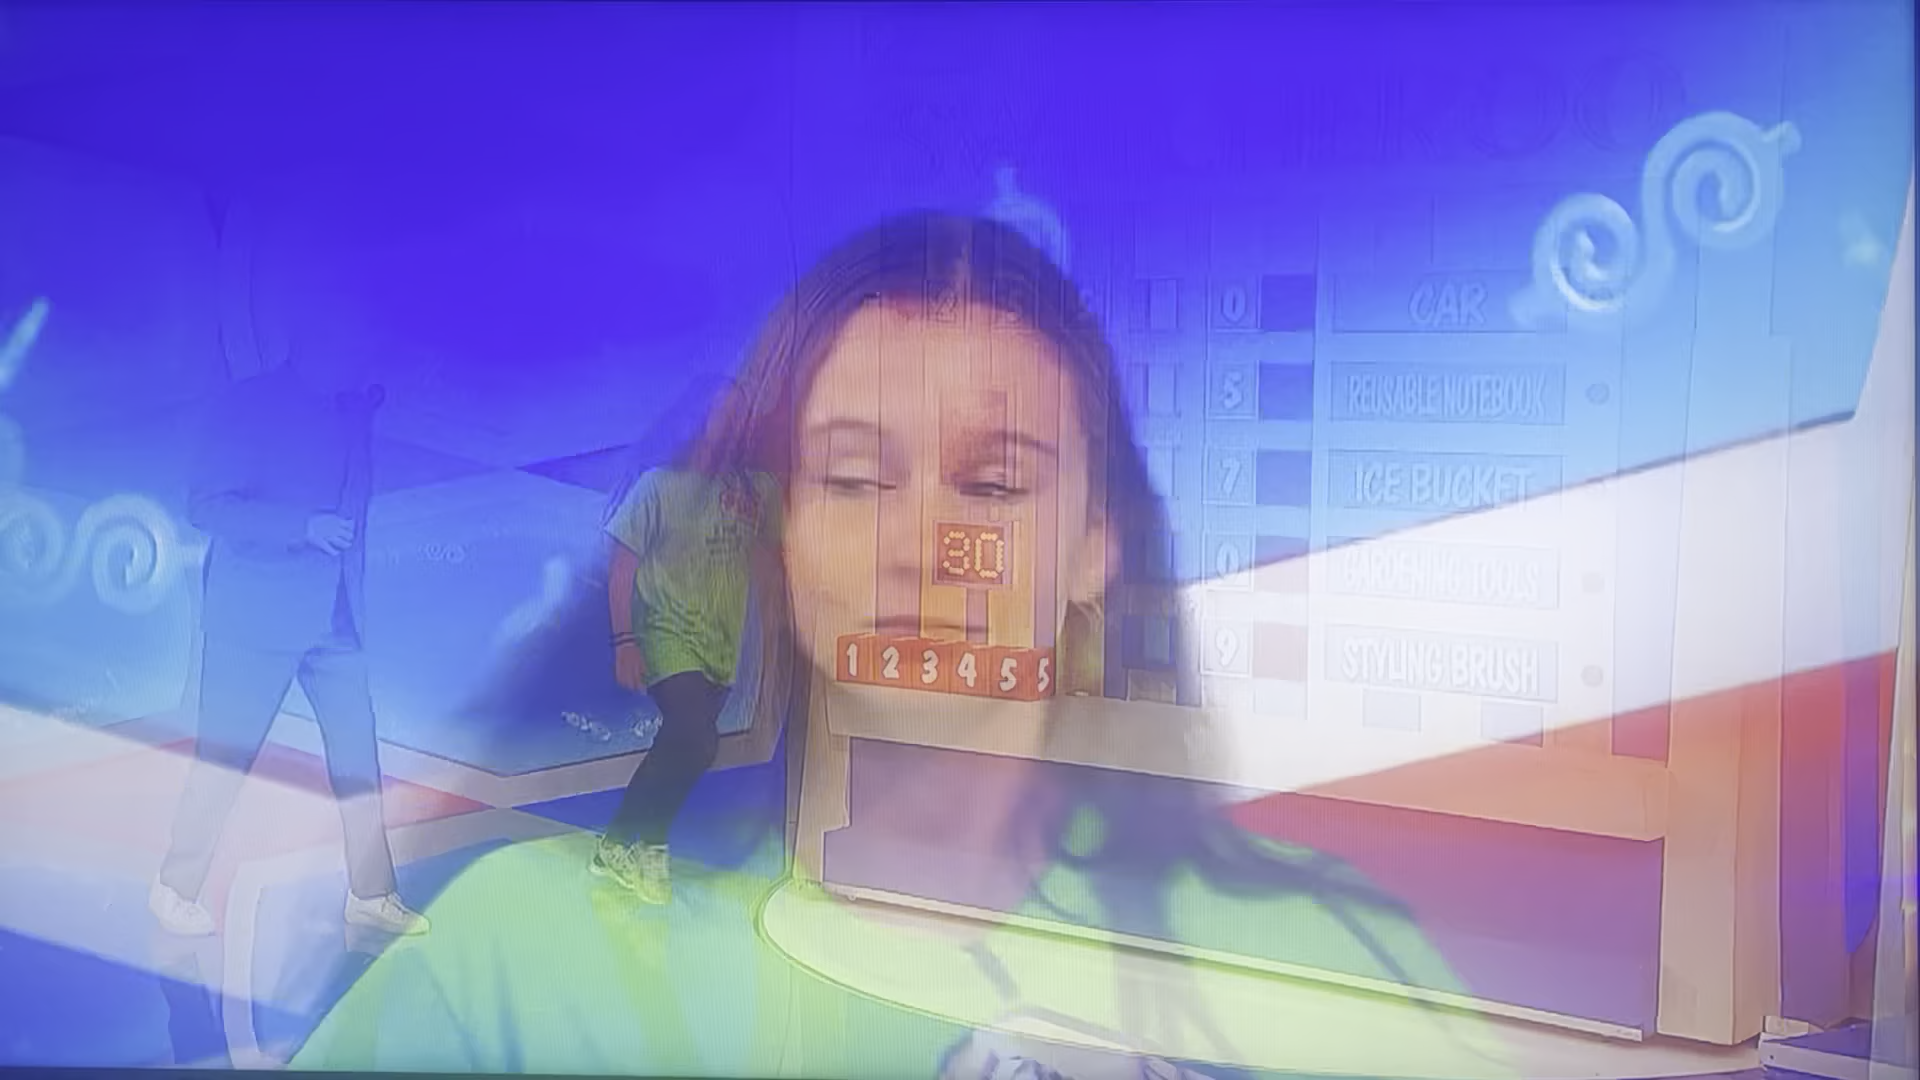 0 CAR
5 REUSABLE NOTEBOOK
7 ICE BUCKET
0 GARDENING TOOLS
9 STYLING BRUSH
30
1 2 3 4 5 5